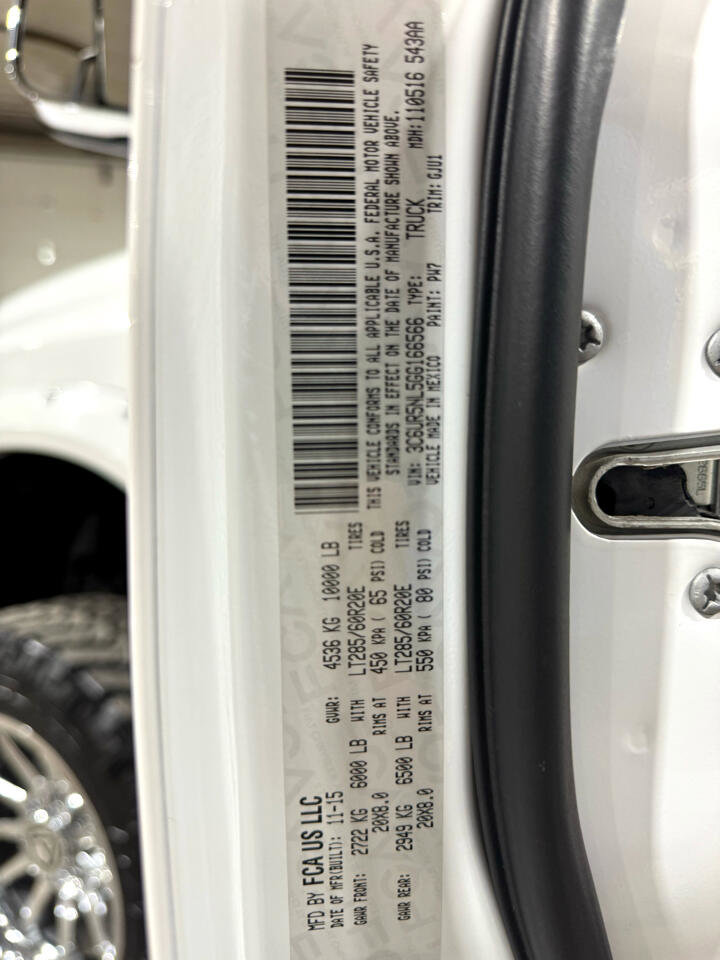 MFD BY FCA US LLC
DATE OF MFR(BUILT): 11-15 GVWR: 4536 KG 10000 LB
GAWR FRONT: 2722 KG 6000 LB WITH LT285/60R20E TIRES
20X8.0 RIMS AT 450 KPA ( 65 PSI) COLD
GAWR REAR: 2949 KG 6500 LB WITH LT285/60R20E TIRES
20X8.0 RIMS AT 550 KPA ( 80 PSI) COLD
THIS VEHICLE CONFORMS TO ALL APPLICABLE U.S.A. FEDERAL MOTOR VEHICLE SAFETY
STANDARDS IN EFFECT ON THE DATE OF MANUFACTURE SHOWN ABOVE.
VIN: 3C6UR5NL5GG166566 TYPE: TRUCK MDH:110516 543AA
VEHICLE MADE IN MEXICO PAINT: PW7 TRIM: GJU1